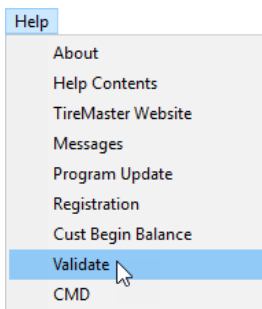 Help
About
Help Contents
TireMaster Website
Messages
Program Update
Registration
Cust Begin Balance
Validate
CMD